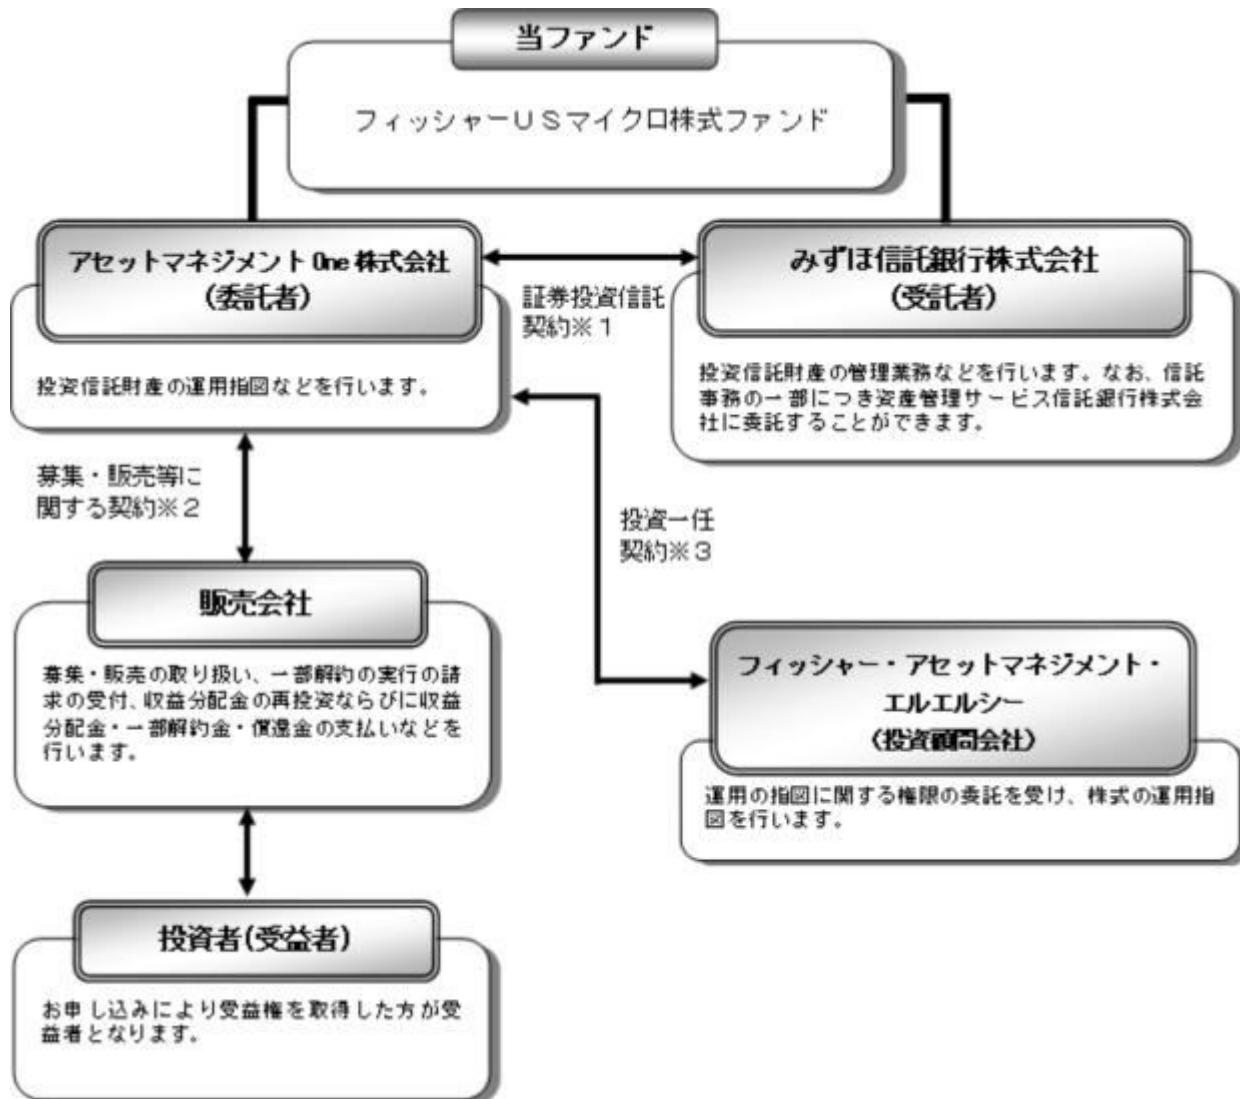 当ファンド
フィッシャーＵＳマイクロ株式ファンド
アセットマネジメント One 株式会社
(委託者)
投資信託財産の運用指図などを行います。
証券投資信託
契約※１
みずほ信託銀行株式会社
(受託者)
投資信託財産の管理業務などを行います。なお、信託
事務の一部につき資産管理サービス信託銀行株式会
社に委託することができます。
募集・販売等に
関する契約※２
投資一任
契約※３
販売会社
募集・販売の取り扱い、一部解約の実行の請
求の受付、収益分配金の再投資ならびに収益
分配金・一部解約金・償還金の支払いなどを
行います。
フィッシャー・アセットマネジメント・
エルエルシー
(投資顧問会社)
運用の指図に関する権限の委託を受け、株式の運用指
図を行います。
投資者(受益者)
お申し込みにより受益権を取得した方が受
益者となります。